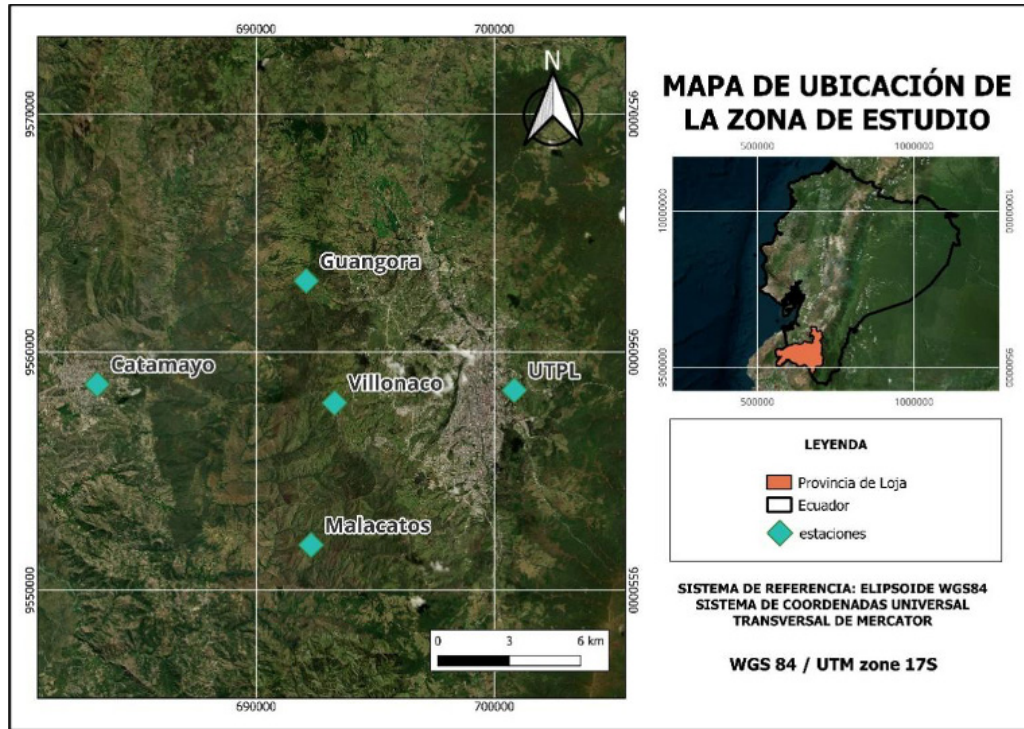 690000
700000
N
9570000
9570000
Guangora
9560000
9560000
Catamayo
Villonaco
UTPL
Malacatos
9550000
9550000
0 3 6 km
690000
700000
MAPA DE UBICACIÓN DE
LA ZONA DE ESTUDIO
500000
1000000
10000000
10000000
9500000
9500000
500000
1000000
LEYENDA
Provincia de Loja
Ecuador
estaciones
SISTEMA DE REFERENCIA: ELIPSOIDE WGS84
SISTEMA DE COORDENADAS UNIVERSAL
TRANSVERSAL DE MERCATOR
WGS 84 / UTM zone 17S